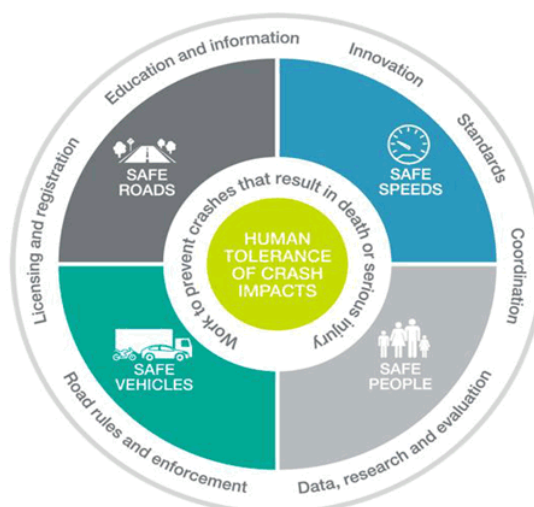 Education and information
Innovation
Standards
Coordination
Data, research and evaluation
Road rules and enforcement
Licensing and registration
SAFE
ROADS
SAFE
SPEEDS
SAFE
VEHICLES
SAFE
PEOPLE
Work to prevent crashes that result in death or serious injury
HUMAN
TOLERANCE
OF CRASH
IMPACTS